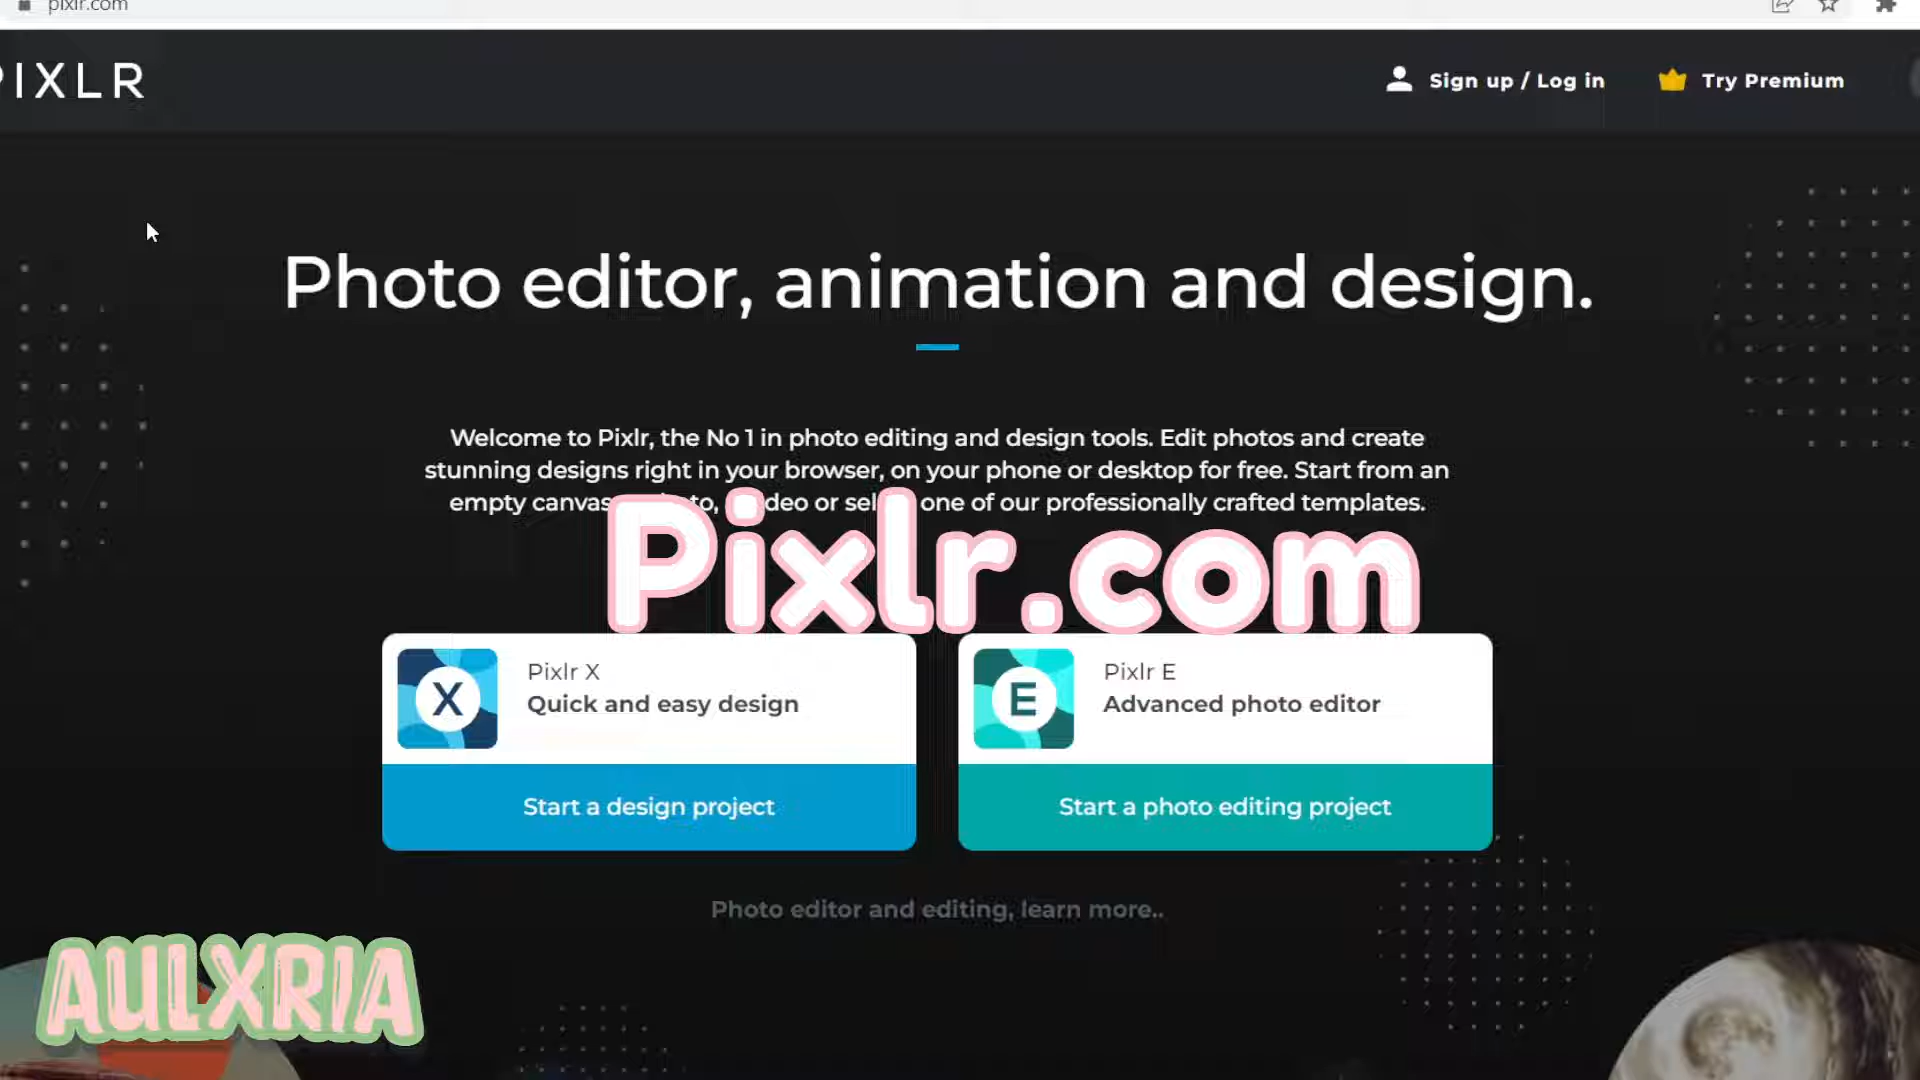 pixlr.com
PIXLR
Sign up / Log in
Try Premium
Photo editor, animation and design.
Welcome to Pixlr, the No 1 in photo editing and design tools. Edit photos and create
stunning designs right in your browser, on your phone or desktop for free. Start from an
empty canvas one of our professionally crafted templates.
Pixlr.com
X
Pixlr X
Quick and easy design
Start a design project
E
Pixlr E
Advanced photo editor
Start a photo editing project
Photo editor and editing, learn more..
AULXRIA